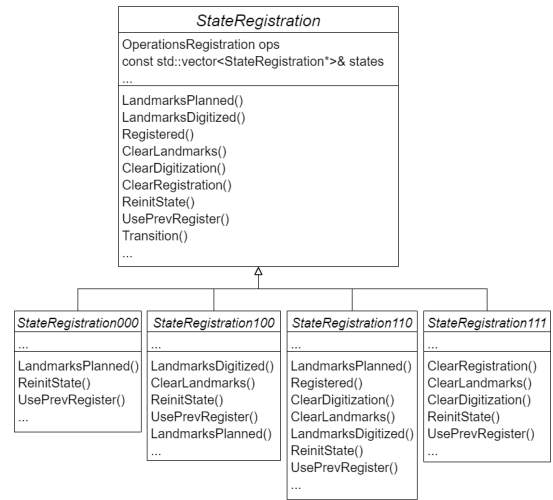 StateRegistration
OperationsRegistration ops
const std::vector<StateRegistration*>& states
...
LandmarksPlanned()
LandmarksDigitized()
Registered()
ClearLandmarks()
ClearDigitization()
ClearRegistration()
ReinitState()
UsePrevRegister()
Transition()
...
StateRegistration000
...
LandmarksPlanned()
ReinitState()
UsePrevRegister()
...
StateRegistration100
...
LandmarksDigitized()
ClearLandmarks()
ReinitState()
UsePrevRegister()
LandmarksPlanned()
...
StateRegistration110
...
LandmarksPlanned()
Registered()
ClearDigitization()
ClearLandmarks()
LandmarksDigitized()
ReinitState()
UsePrevRegister()
...
StateRegistration111
...
ClearRegistration()
ClearLandmarks()
ClearDigitization()
ReinitState()
UsePrevRegister()
...